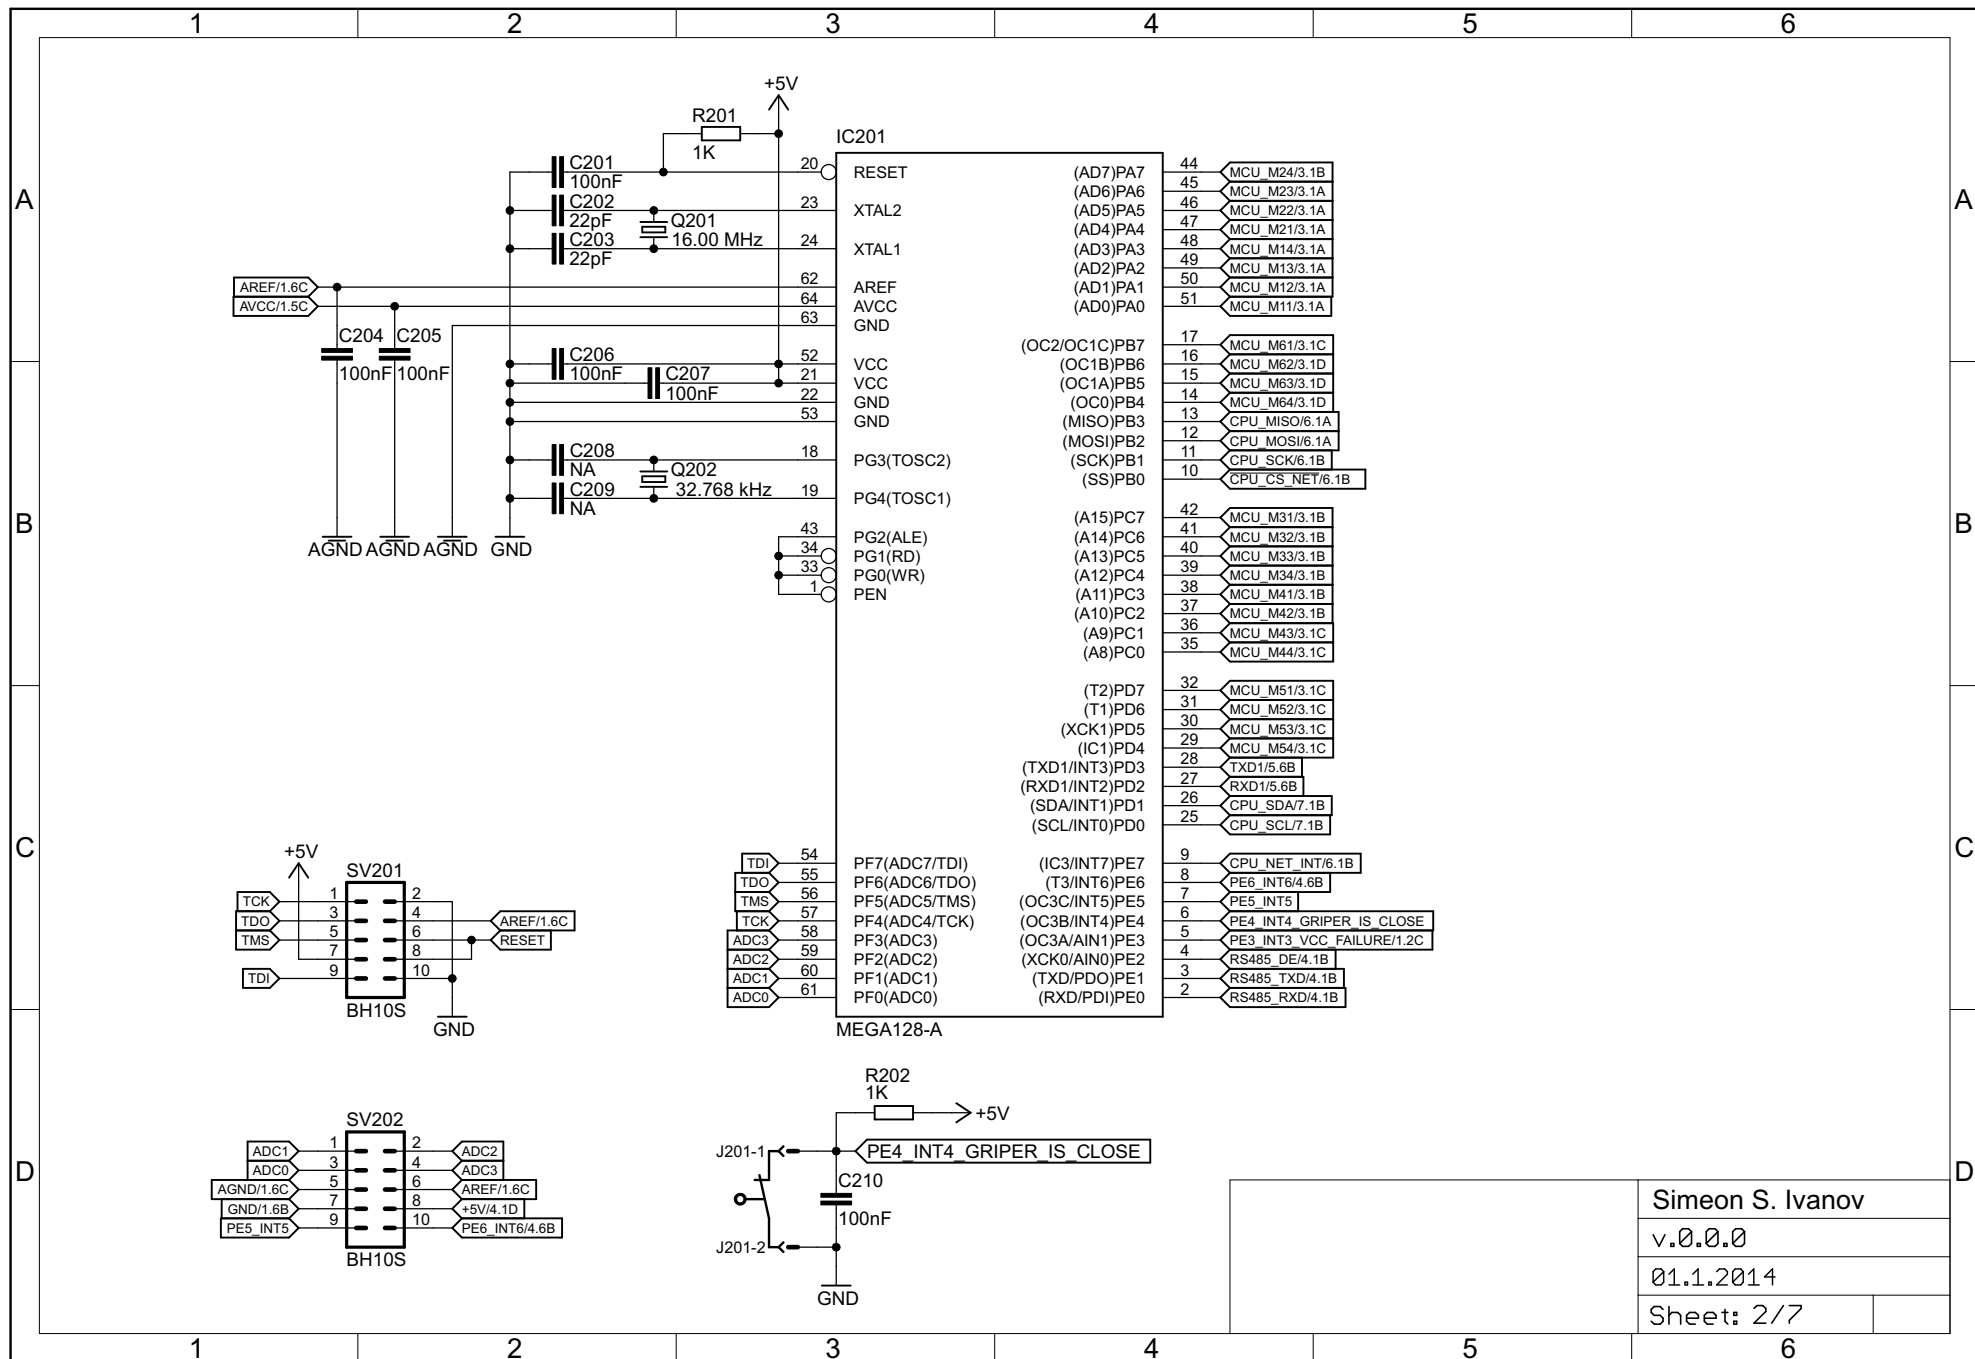 1 2 3 4 5 6
A A
B B
C C
D D
+5V
R201
1K
IC201
C201
100nF
C202
22pF
Q201
16.00 MHz
C203
22pF
AREF/1.6C
AVCC/1.5C
C204
100nF
C205
100nF
C206
100nF
C207
100nF
C208
NA
Q202
32.768 kHz
C209
NA
AGND AGND AGND GND
20 RESET
23 XTAL2
24 XTAL1
62 AREF
64 AVCC
63 GND
52 VCC
21 VCC
22 GND
53 GND
18 PG3(TOSC2)
19 PG4(TOSC1)
43 PG2(ALE)
34 PG1(RD)
33 PG0(WR)
1 PEN
TDI 54 PF7(ADC7/TDI)
TDO 55 PF6(ADC6/TDO)
TMS 56 PF5(ADC5/TMS)
TCK 57 PF4(ADC4/TCK)
ADC3 58 PF3(ADC3)
ADC2 59 PF2(ADC2)
ADC1 60 PF1(ADC1)
ADC0 61 PF0(ADC0)
MEGA128-A
(AD7)PA7 44 MCU_M24/3.1B
(AD6)PA6 45 MCU_M23/3.1A
(AD5)PA5 46 MCU_M22/3.1A
(AD4)PA4 47 MCU_M21/3.1A
(AD3)PA3 48 MCU_M14/3.1A
(AD2)PA2 49 MCU_M13/3.1A
(AD1)PA1 50 MCU_M12/3.1A
(AD0)PA0 51 MCU_M11/3.1A
(OC2/OC1C)PB7 17 MCU_M61/3.1C
(OC1B)PB6 16 MCU_M62/3.1D
(OC1A)PB5 15 MCU_M63/3.1D
(OC0)PB4 14 MCU_M64/3.1D
(MISO)PB3 13 CPU_MISO/6.1A
(MOSI)PB2 12 CPU_MOSI/6.1A
(SCK)PB1 11 CPU_SCK/6.1B
(SS)PB0 10 CPU_CS_NET/6.1B
(A15)PC7 42 MCU_M31/3.1B
(A14)PC6 41 MCU_M32/3.1B
(A13)PC5 40 MCU_M33/3.1B
(A12)PC4 39 MCU_M34/3.1B
(A11)PC3 38 MCU_M41/3.1B
(A10)PC2 37 MCU_M42/3.1B
(A9)PC1 36 MCU_M43/3.1C
(A8)PC0 35 MCU_M44/3.1C
(T2)PD7 32 MCU_M51/3.1C
(T1)PD6 31 MCU_M52/3.1C
(XCK1)PD5 30 MCU_M53/3.1C
(IC1)PD4 29 MCU_M54/3.1C
(TXD1/INT3)PD3 28 TXD1/5.6B
(RXD1/INT2)PD2 27 RXD1/5.6B
(SDA/INT1)PD1 26 CPU_SDA/7.1B
(SCL/INT0)PD0 25 CPU_SCL/7.1B
(IC3/INT7)PE7 9 CPU_NET_INT/6.1B
(T3/INT6)PE6 8 PE6_INT6/4.6B
(OC3C/INT5)PE5 7 PE5_INT5
(OC3B/INT4)PE4 6 PE4_INT4_GRIPER_IS_CLOSE
(OC3A/AIN1)PE3 5 PE3_INT3_VCC_FAILURE/1.2C
(XCK0/AIN0)PE2 4 RS485_DE/4.1B
(TXD/PDO)PE1 3 RS485_TXD/4.1B
(RXD/PDI)PE0 2 RS485_RXD/4.1B
+5V
SV201
TCK 1 2
TDO 3 4 AREF/1.6C
TMS 5 6 RESET
7 8
TDI 9 10
BH10S
GND
SV202
ADC1 1 2 ADC2
ADC0 3 4 ADC3
AGND/1.6C 5 6 AREF/1.6C
GND/1.6B 7 8 +5V/4.1D
PE5_INT5 9 10 PE6_INT6/4.6B
BH10S
R202
1K
+5V
J201-1
PE4_INT4_GRIPER_IS_CLOSE
C210
100nF
J201-2
GND
Simeon S. Ivanov
v.0.0.0
01.1.2014
Sheet: 2/7
1 2 3 4 5 6